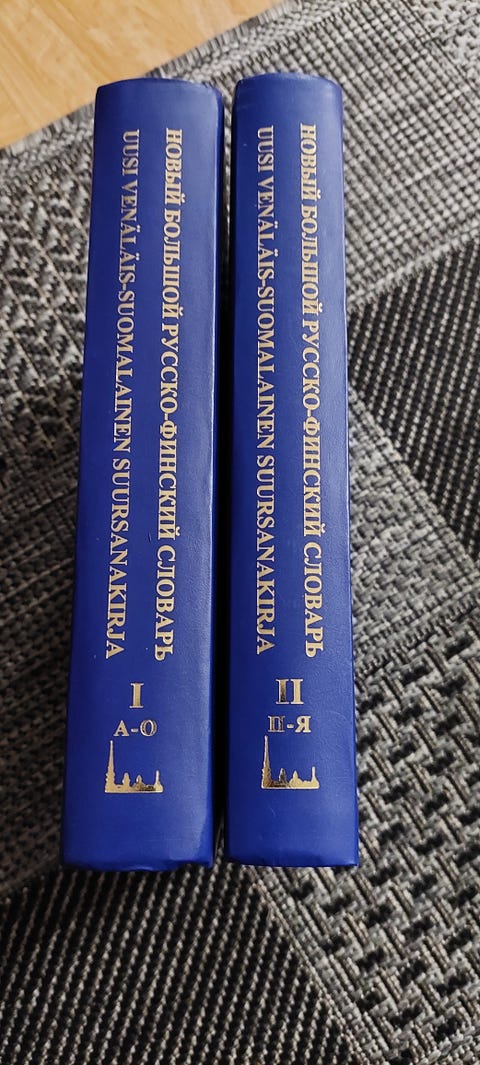 НОВЫЙ БОЛЬШОЙ РУССКО-ФИНСКИЙ СЛОВАРЬ
UUSI VENÄLÄIS-SUOMALAINEN SUURSANAKIRJA
I
А-О
НОВЫЙ БОЛЬШОЙ РУССКО-ФИНСКИЙ СЛОВАРЬ
UUSI VENÄLÄIS-SUOMALAINEN SUURSANAKIRJA
II
П-Я